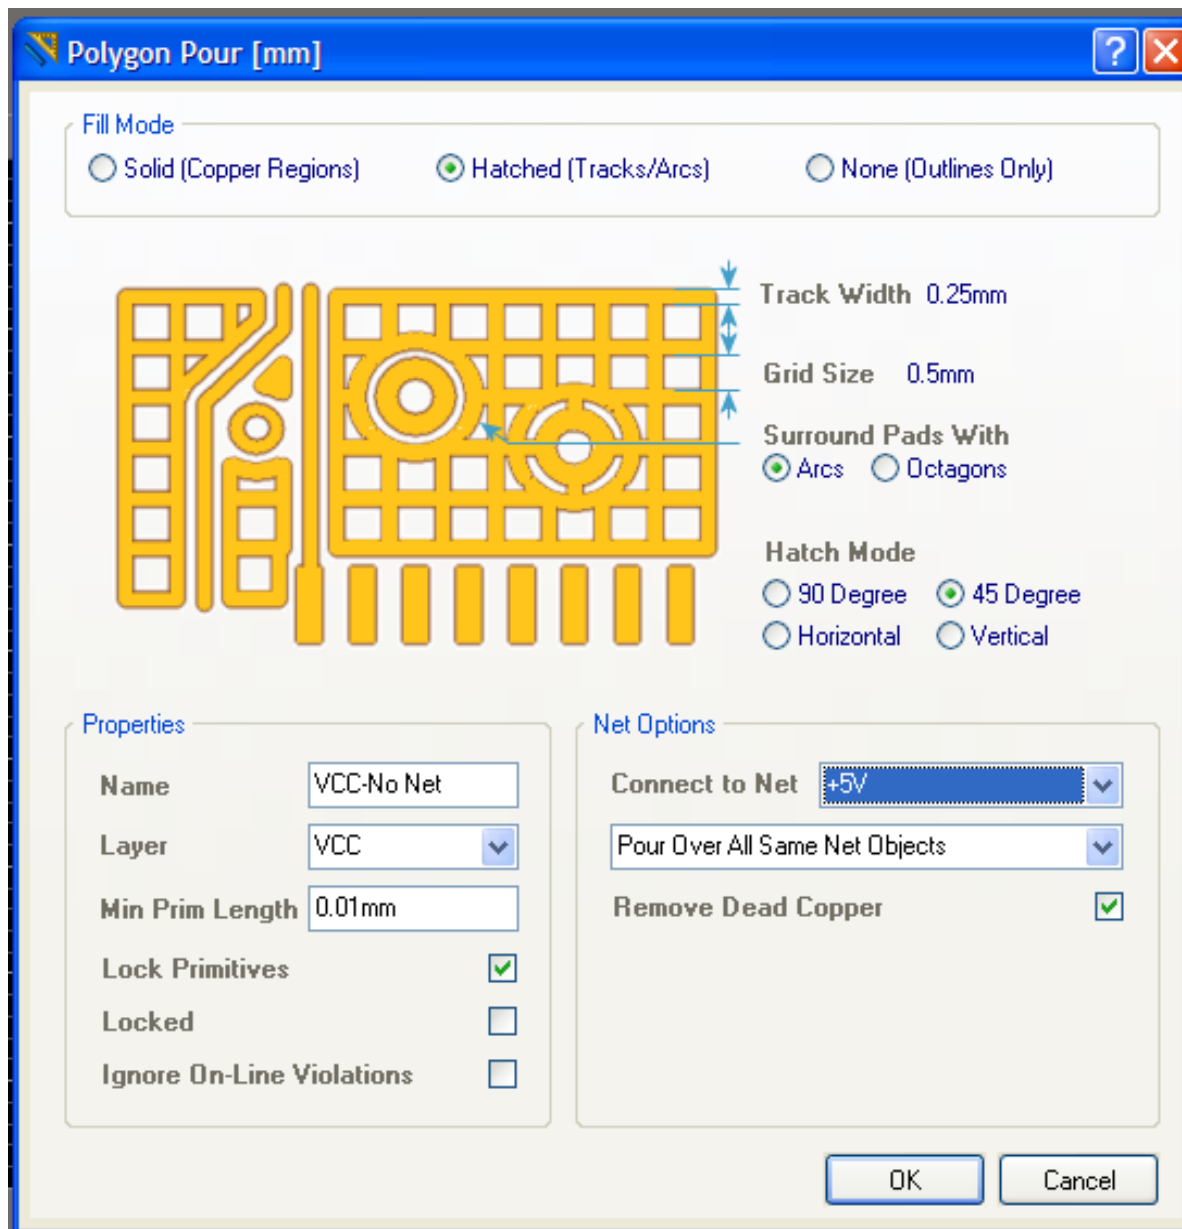 Polygon Pour [mm]
Fill Mode
Solid (Copper Regions) Hatched (Tracks/Arcs) None (Outlines Only)
Track Width 0.25mm
Grid Size 0.5mm
Surround Pads With
Arcs Octagons
Hatch Mode
90 Degree 45 Degree
Horizontal Vertical
Properties
Name VCC-No Net
Layer VCC
Min Prim Length 0.01mm
Lock Primitives
Locked
Ignore On-Line Violations
Net Options
Connect to Net +5V
Pour Over All Same Net Objects
Remove Dead Copper
OK Cancel